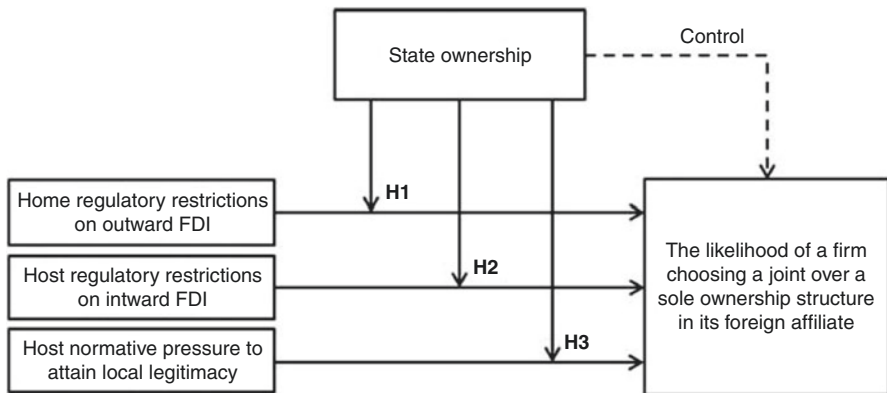 Control
State ownership
H1
Home regulatory restrictions
on outward FDI
H2
Host regulatory restrictions
on intward FDI
H3
Host normative pressure to
attain local legitimacy
The likelihood of a firm
choosing a joint over a
sole ownership structure
in its foreign affiliate